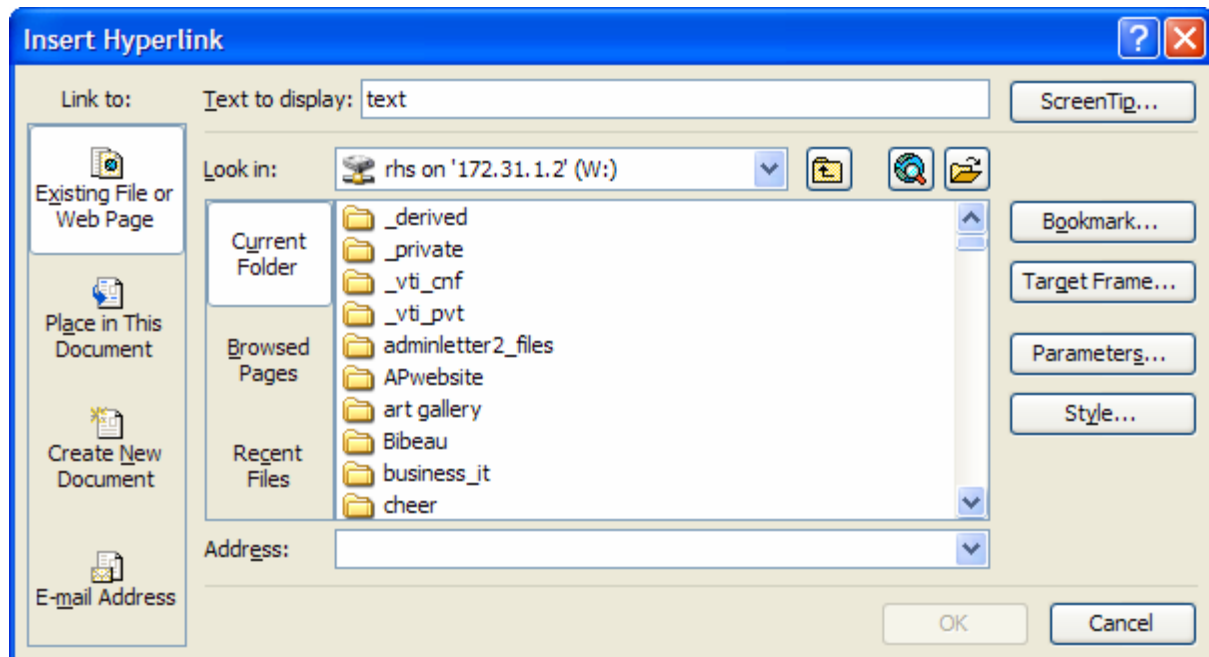 Insert Hyperlink
?
Link to:
Text to display: text
ScreenTip...
Existing File or
Web Page
Look in: rhs on '172.31.1.2' (W:)
Current
Folder
Browsed
Pages
Recent
Files
_derived
_private
_vti_cnf
_vti_pvt
adminletter2_files
APwebsite
art gallery
Bibeau
business_it
cheer
Bookmark...
Target Frame...
Parameters...
Style...
Place in This
Document
Create New
Document
E-mail Address
Address:
OK
Cancel